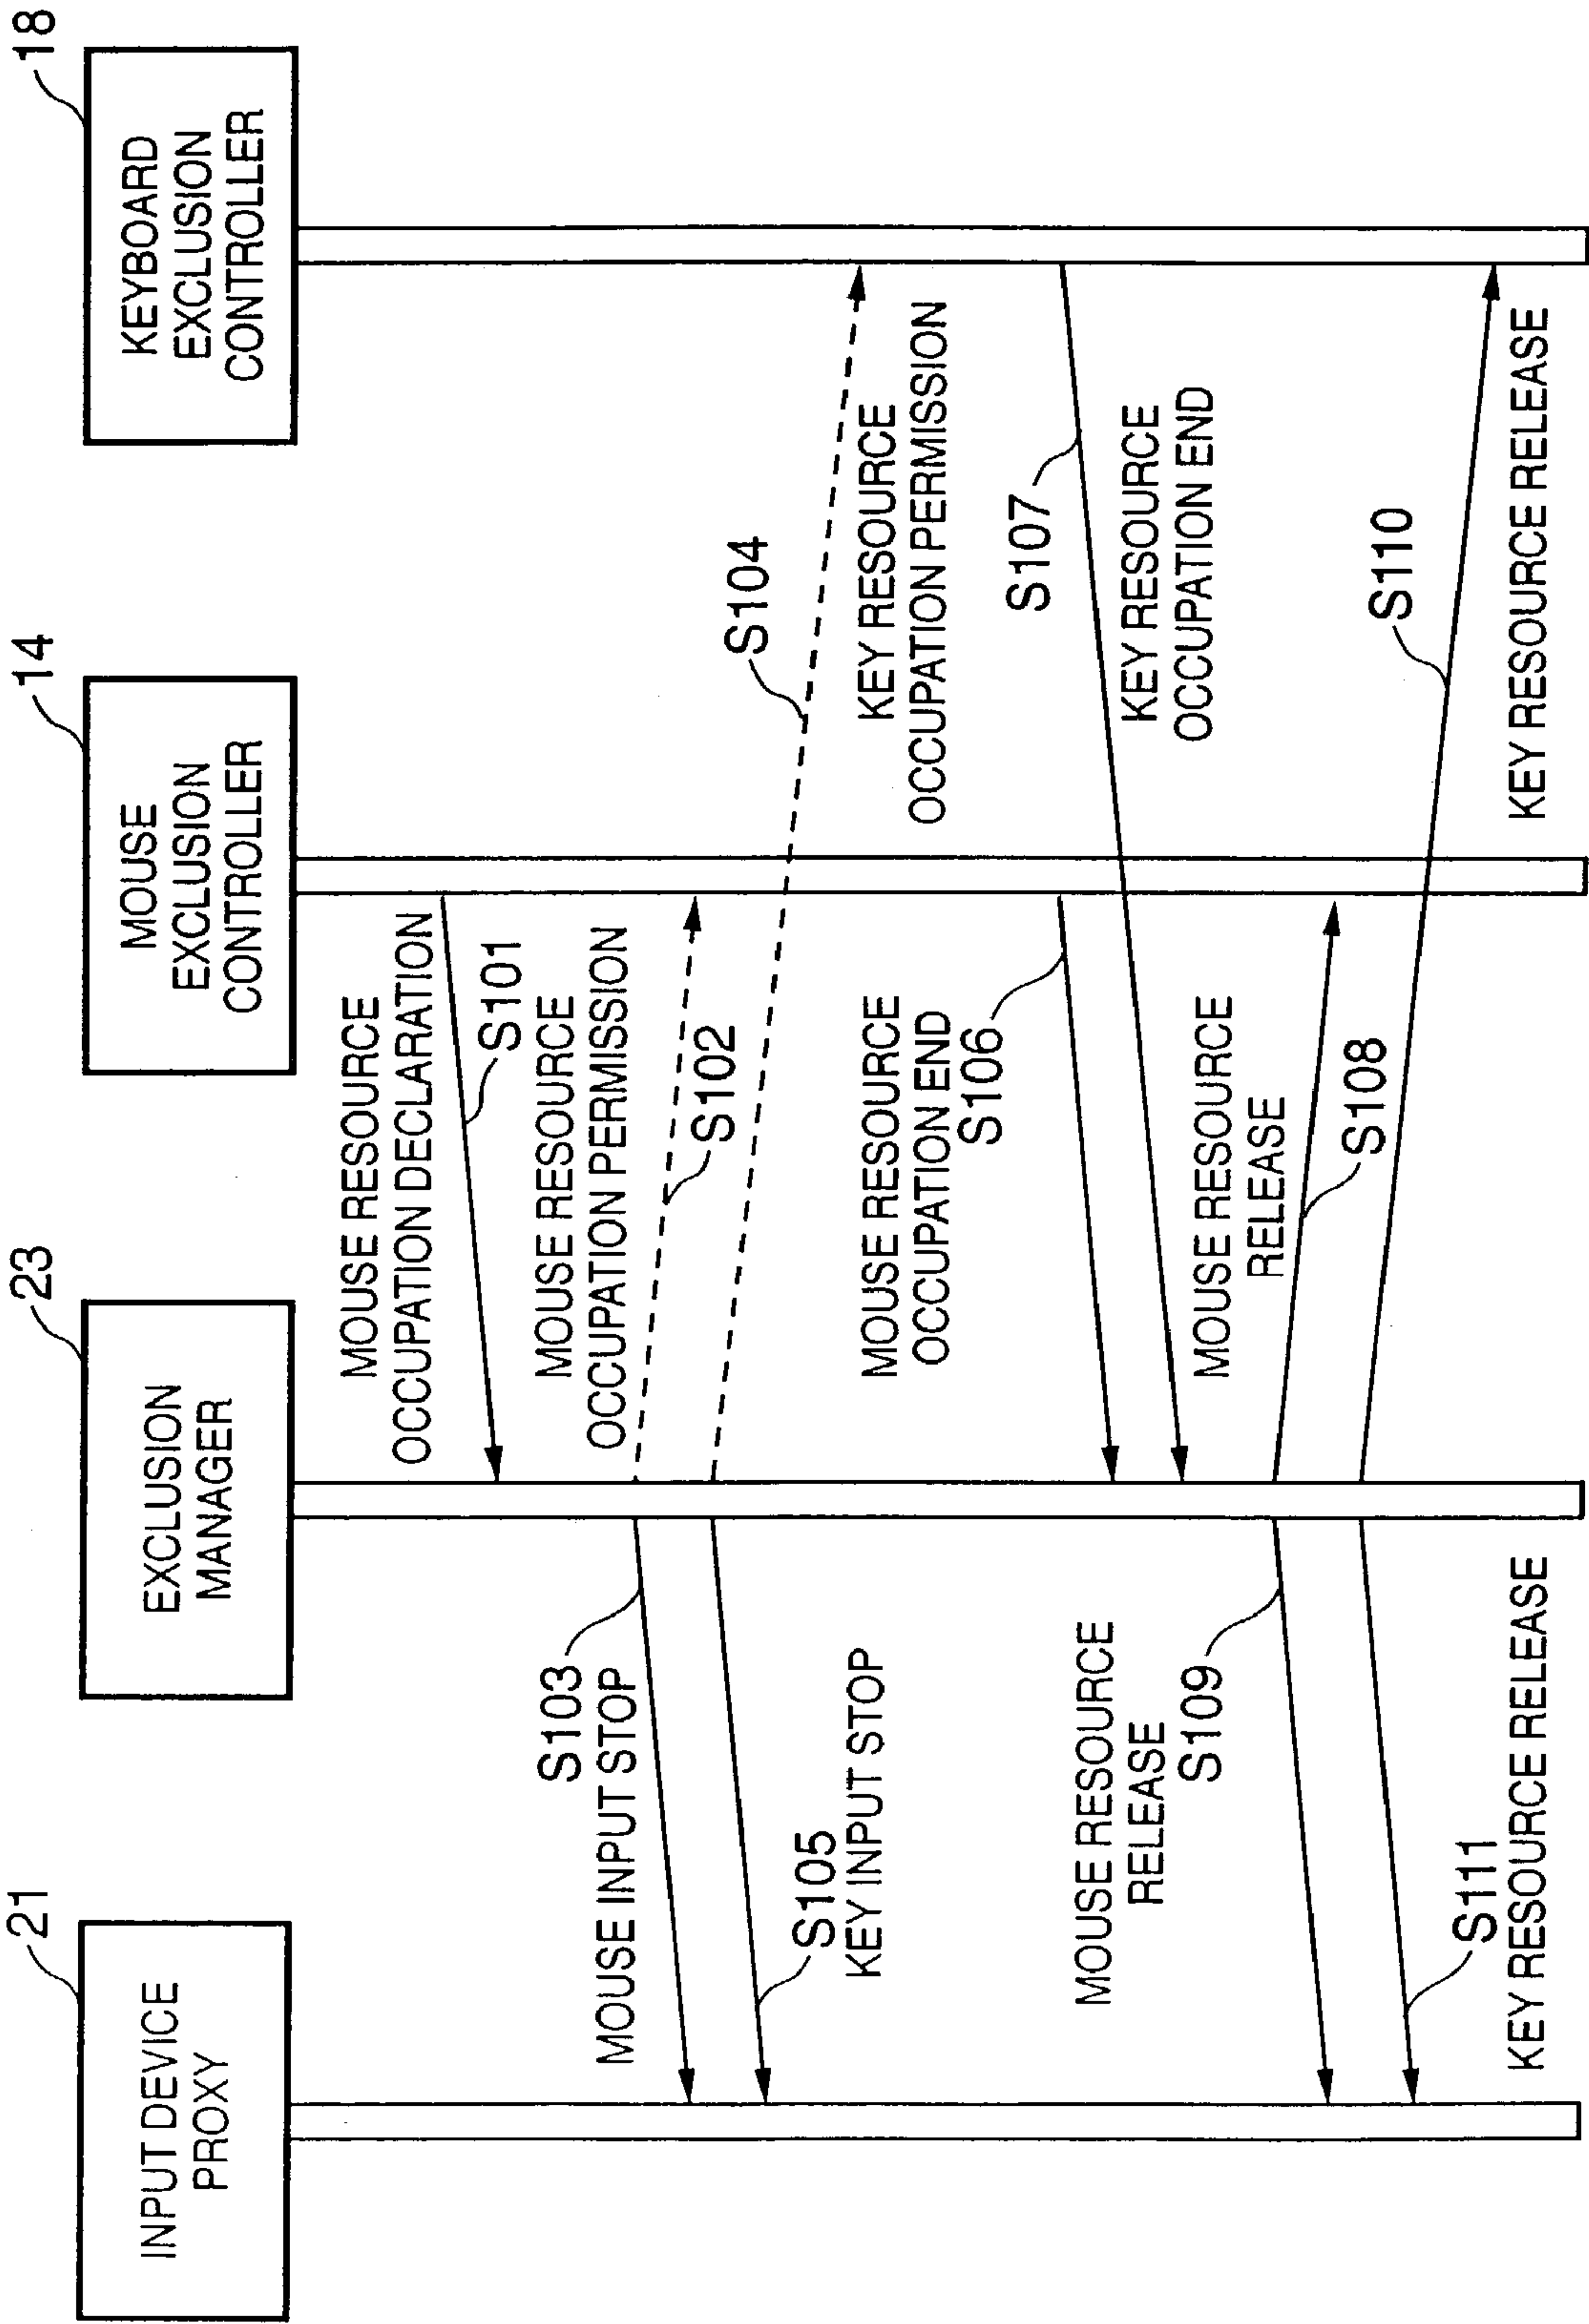 21
INPUT DEVICE
PROXY
23
EXCLUSION
MANAGER
14
MOUSE
EXCLUSION
CONTROLLER
18
KEYBOARD
EXCLUSION
CONTROLLER
MOUSE RESOURCE
OCCUPATION DECLARATION
S101
MOUSE RESOURCE
OCCUPATION PERMISSION
S102
S103
MOUSE INPUT STOP
S104
KEY RESOURCE
OCCUPATION PERMISSION
S105
KEY INPUT STOP
MOUSE RESOURCE
OCCUPATION END
S106
S107
KEY RESOURCE
OCCUPATION END
MOUSE RESOURCE
RELEASE
S108
MOUSE RESOURCE
RELEASE
S109
S110
KEY RESOURCE RELEASE
S111
KEY RESOURCE RELEASE